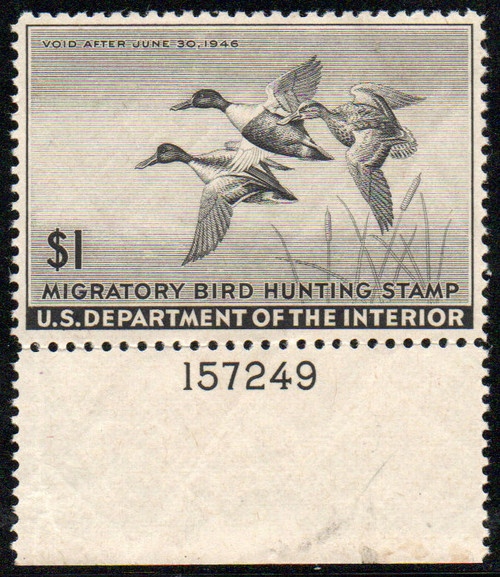 VOID AFTER JUNE 30, 1946
$1
MIGRATORY BIRD HUNTING STAMP
U.S. DEPARTMENT OF THE INTERIOR
157249